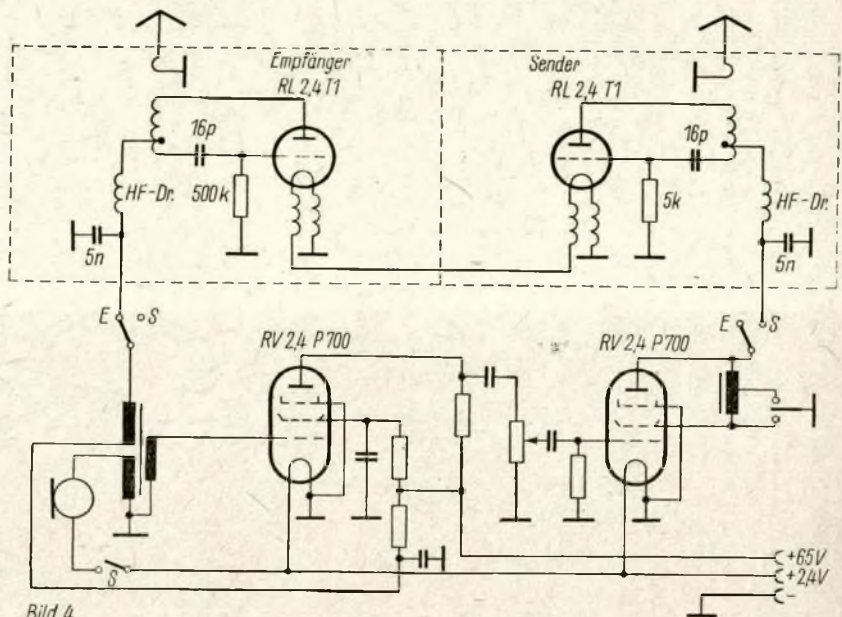 Empfänger
RL 2,4 T1
Sender
RL 2,4 T1
16p
16p
HF-Dr.
500k
5k
HF-Dr.
5n
5n
E
S
E
S
RV 2,4 P700
RV 2,4 P700
S
+65V
+2,4V
-
Bild 4